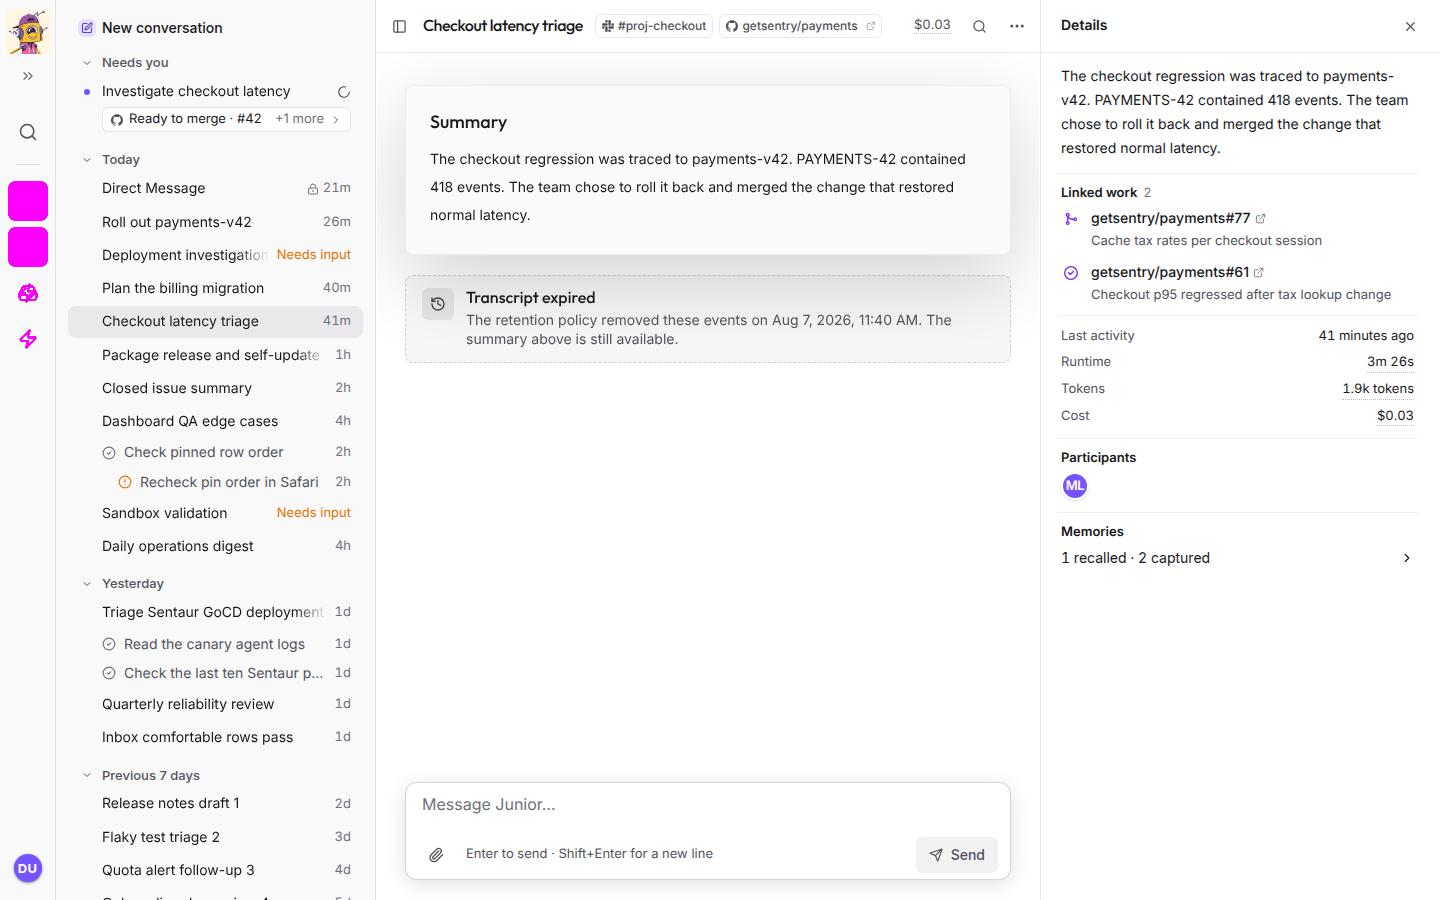 New conversation
Needs you
Investigate checkout latency
Ready to merge · #42 +1 more
Today
Direct Message 21m
Roll out payments-v42 26m
Deployment investigation Needs input
Plan the billing migration 40m
Checkout latency triage 41m
Package release and self-update 1h
Closed issue summary 2h
Dashboard QA edge cases 4h
Check pinned row order 2h
Recheck pin order in Safari 2h
Sandbox validation Needs input
Daily operations digest 4h
Yesterday
Triage Sentaur GoCD deployment 1d
Read the canary agent logs 1d
Check the last ten Sentaur p... 1d
Quarterly reliability review 1d
Inbox comfortable rows pass 1d
Previous 7 days
Release notes draft 1 2d
Flaky test triage 2 3d
Quota alert follow-up 3 4d
DU
Checkout latency triage #proj-checkout getsentry/payments $0.03
Summary
The checkout regression was traced to payments-v42. PAYMENTS-42 contained
418 events. The team chose to roll it back and merged the change that restored
normal latency.
Transcript expired
The retention policy removed these events on Aug 7, 2026, 11:40 AM. The
summary above is still available.
Message Junior...
Enter to send · Shift+Enter for a new line Send
Details
The checkout regression was traced to payments-
v42. PAYMENTS-42 contained 418 events. The team
chose to roll it back and merged the change that
restored normal latency.
Linked work 2
getsentry/payments#77
Cache tax rates per checkout session
getsentry/payments#61
Checkout p95 regressed after tax lookup change
Last activity 41 minutes ago
Runtime 3m 26s
Tokens 1.9k tokens
Cost $0.03
Participants
ML
Memories
1 recalled · 2 captured